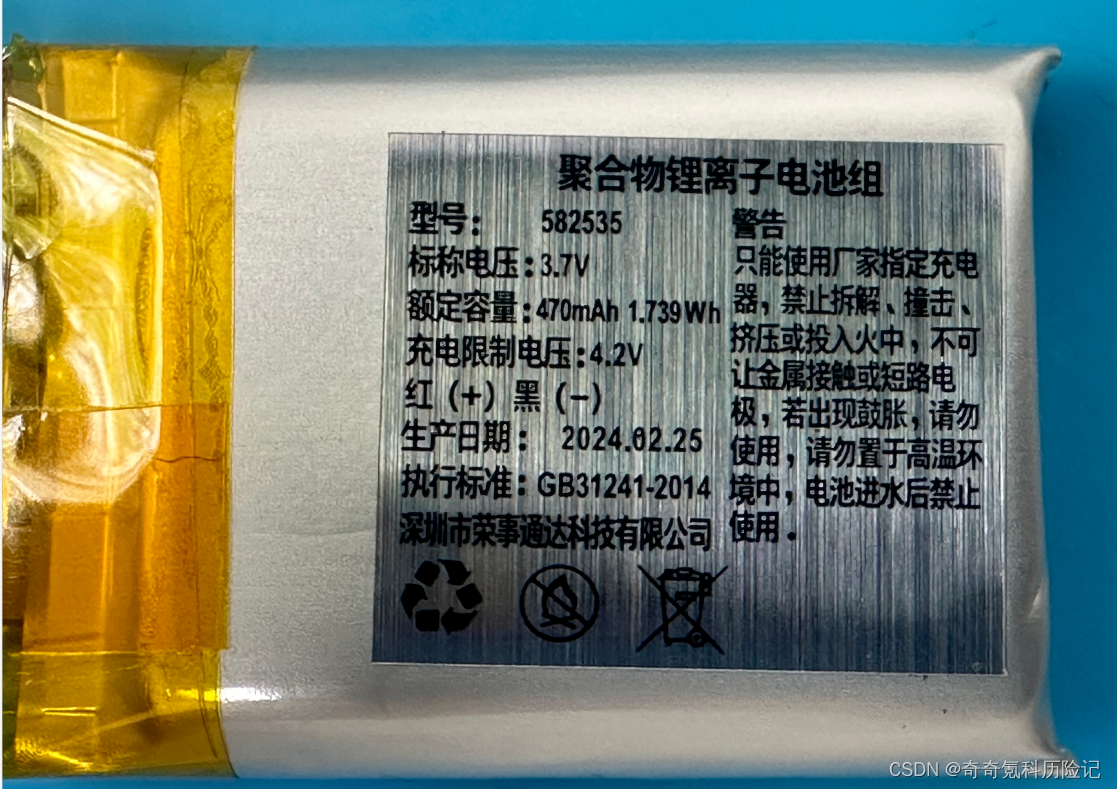 聚合物锂离子电池组
型号： 582535
标称电压：3.7V
额定容量：470mAh 1.739Wh
充电限制电压：4.2V
红（+）黑（-）
生产日期： 2024.02.25
执行标准：GB31241-2014
深圳市荣事通达科技有限公司
警告
只能使用厂家指定充电
器，禁止拆解、撞击、
挤压或投入火中，不可
让金属接触或短路电
极，若出现鼓胀，请勿
使用，请勿置于高温环
境中，电池进水后禁止
使用。
CSDN @奇奇氪科历险记